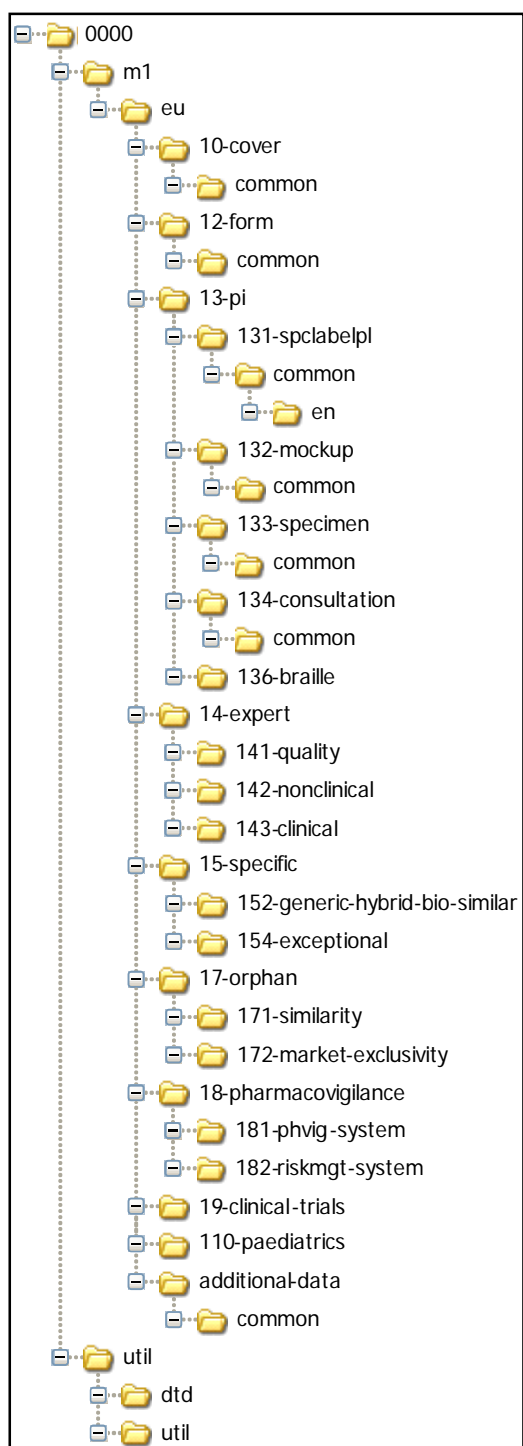 0000
m1
eu
10-cover
common
12-form
common
13-pi
131-spclabelpl
common
en
132-mockup
common
133-specimen
common
134-consultation
common
136-braille
14-expert
141-quality
142-nonclinical
143-clinical
15-specific
152-generic-hybrid-bio-similar
154-exceptional
17-orphan
171-similarity
172-market-exclusivity
18-pharmacovigilance
181-phvig-system
182-riskmgt-system
19-clinical-trials
110-paediatrics
additional-data
common
util
dtd
util